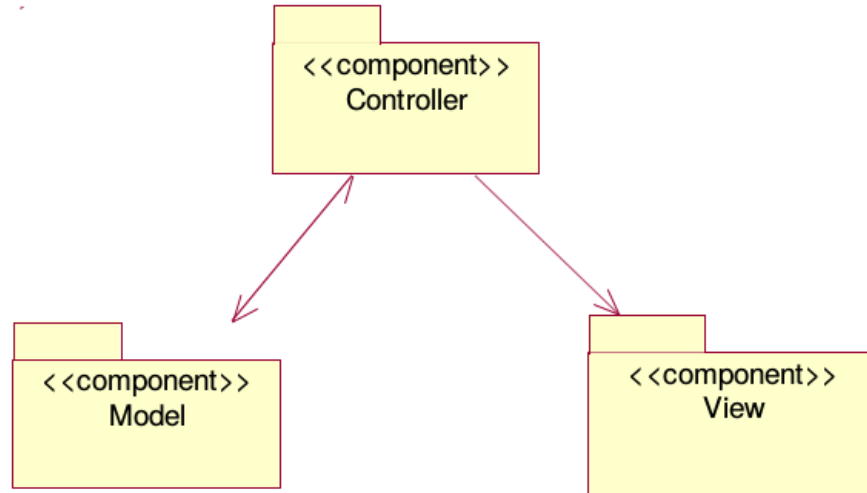 <<component>>
Controller
<<component>>
Model
<<component>>
View